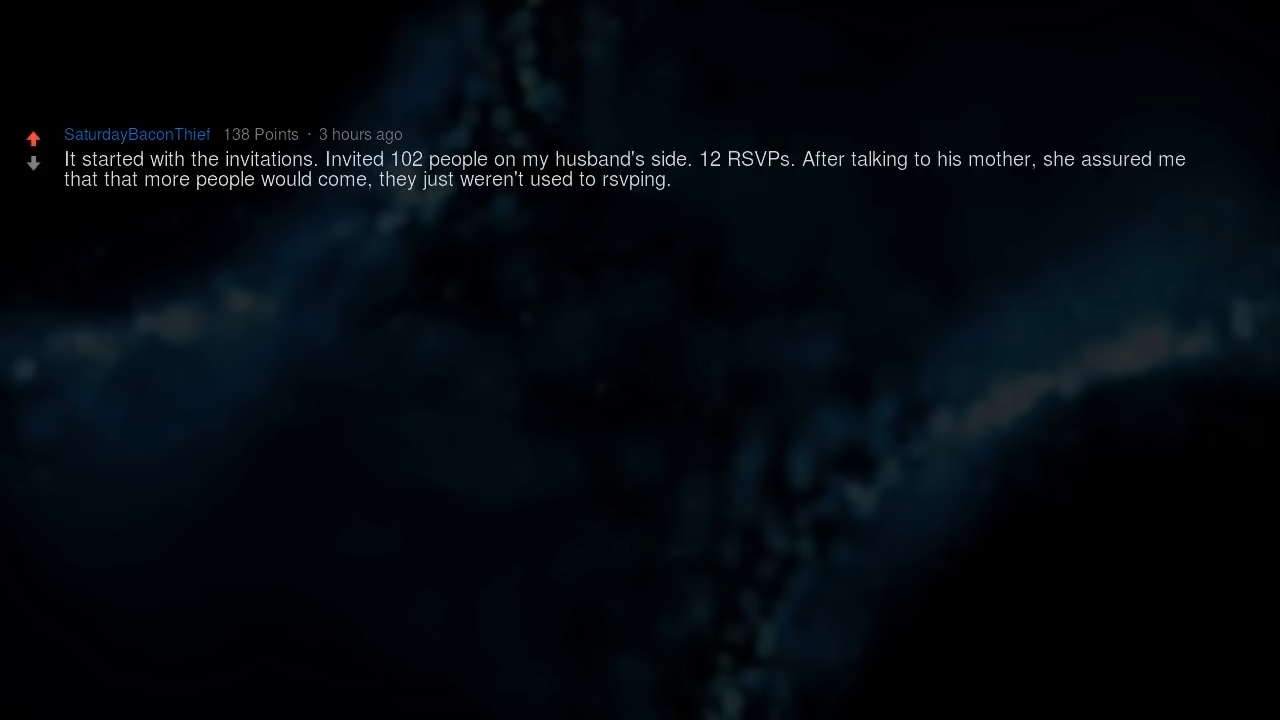 SaturdayBaconThief 138 Points · 3 hours ago
It started with the invitations. Invited 102 people on my husband's side. 12 RSVPs. After talking to his mother, she assured me
that that more people would come, they just weren't used to rsvping.